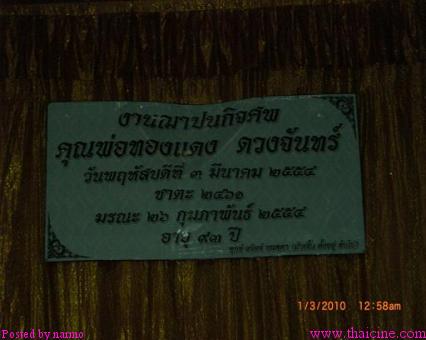 งานฌาปนกิจศพ
คุณพ่อทองแดง ดวงจันทร์
วันพฤหัสบดีที่ ๓ มีนาคม ๒๕๕๔
ชาตะ ๒๔๖๑
มรณะ ๒๖ กุมภาพันธ์ ๒๕๕๔
อายุ ๙๓ ปี
1/3/2010 12:58am
Posted by nanno
www.thaicine.com